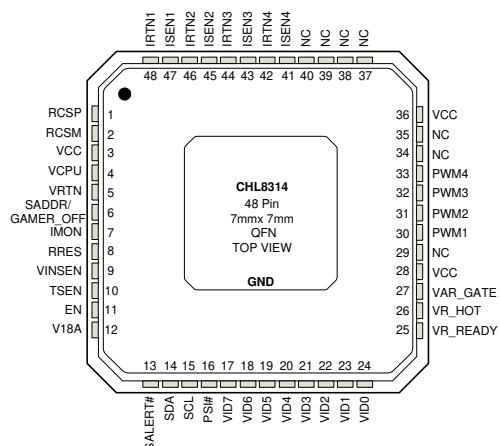 IRTN1
ISEN1
IRTN2
ISEN2
IRTN3
ISEN3
IRTN4
ISEN4
NC
NC
NC
NC
48 47 46 45 44 43 42 41 40 39 38 37
RCSP 1
RCSM 2
VCC 3
VCPU 4
VRTN 5
SADDR/
GAMER_OFF 6
IMON 7
RRES 8
VINSEN 9
TSEN 10
EN 11
V18A 12
CHL8314
48 Pin
7mmx 7mm
QFN
TOP VIEW
GND
36 VCC
35 NC
34 NC
33 PWM4
32 PWM3
31 PWM2
30 PWM1
29 NC
28 VCC
27 VAR_GATE
26 VR_HOT
25 VR_READY
13 14 15 16 17 18 19 20 21 22 23 24
SALERT#
SDA
SCL
PSI#
VID7
VID6
VID5
VID4
VID3
VID2
VID1
VID0